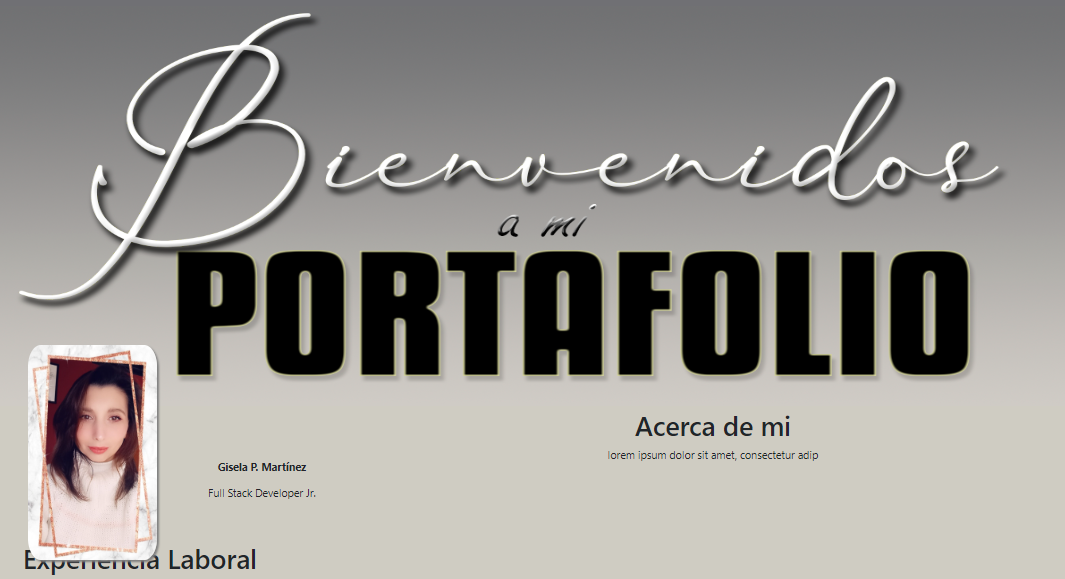 Bienvenidos
a mi
PORTAFOLIO
Acerca de mi
lorem ipsum dolor sit amet, consectetur adip
Gisela P. Martínez
Full Stack Developer Jr.
Experiencia Laboral